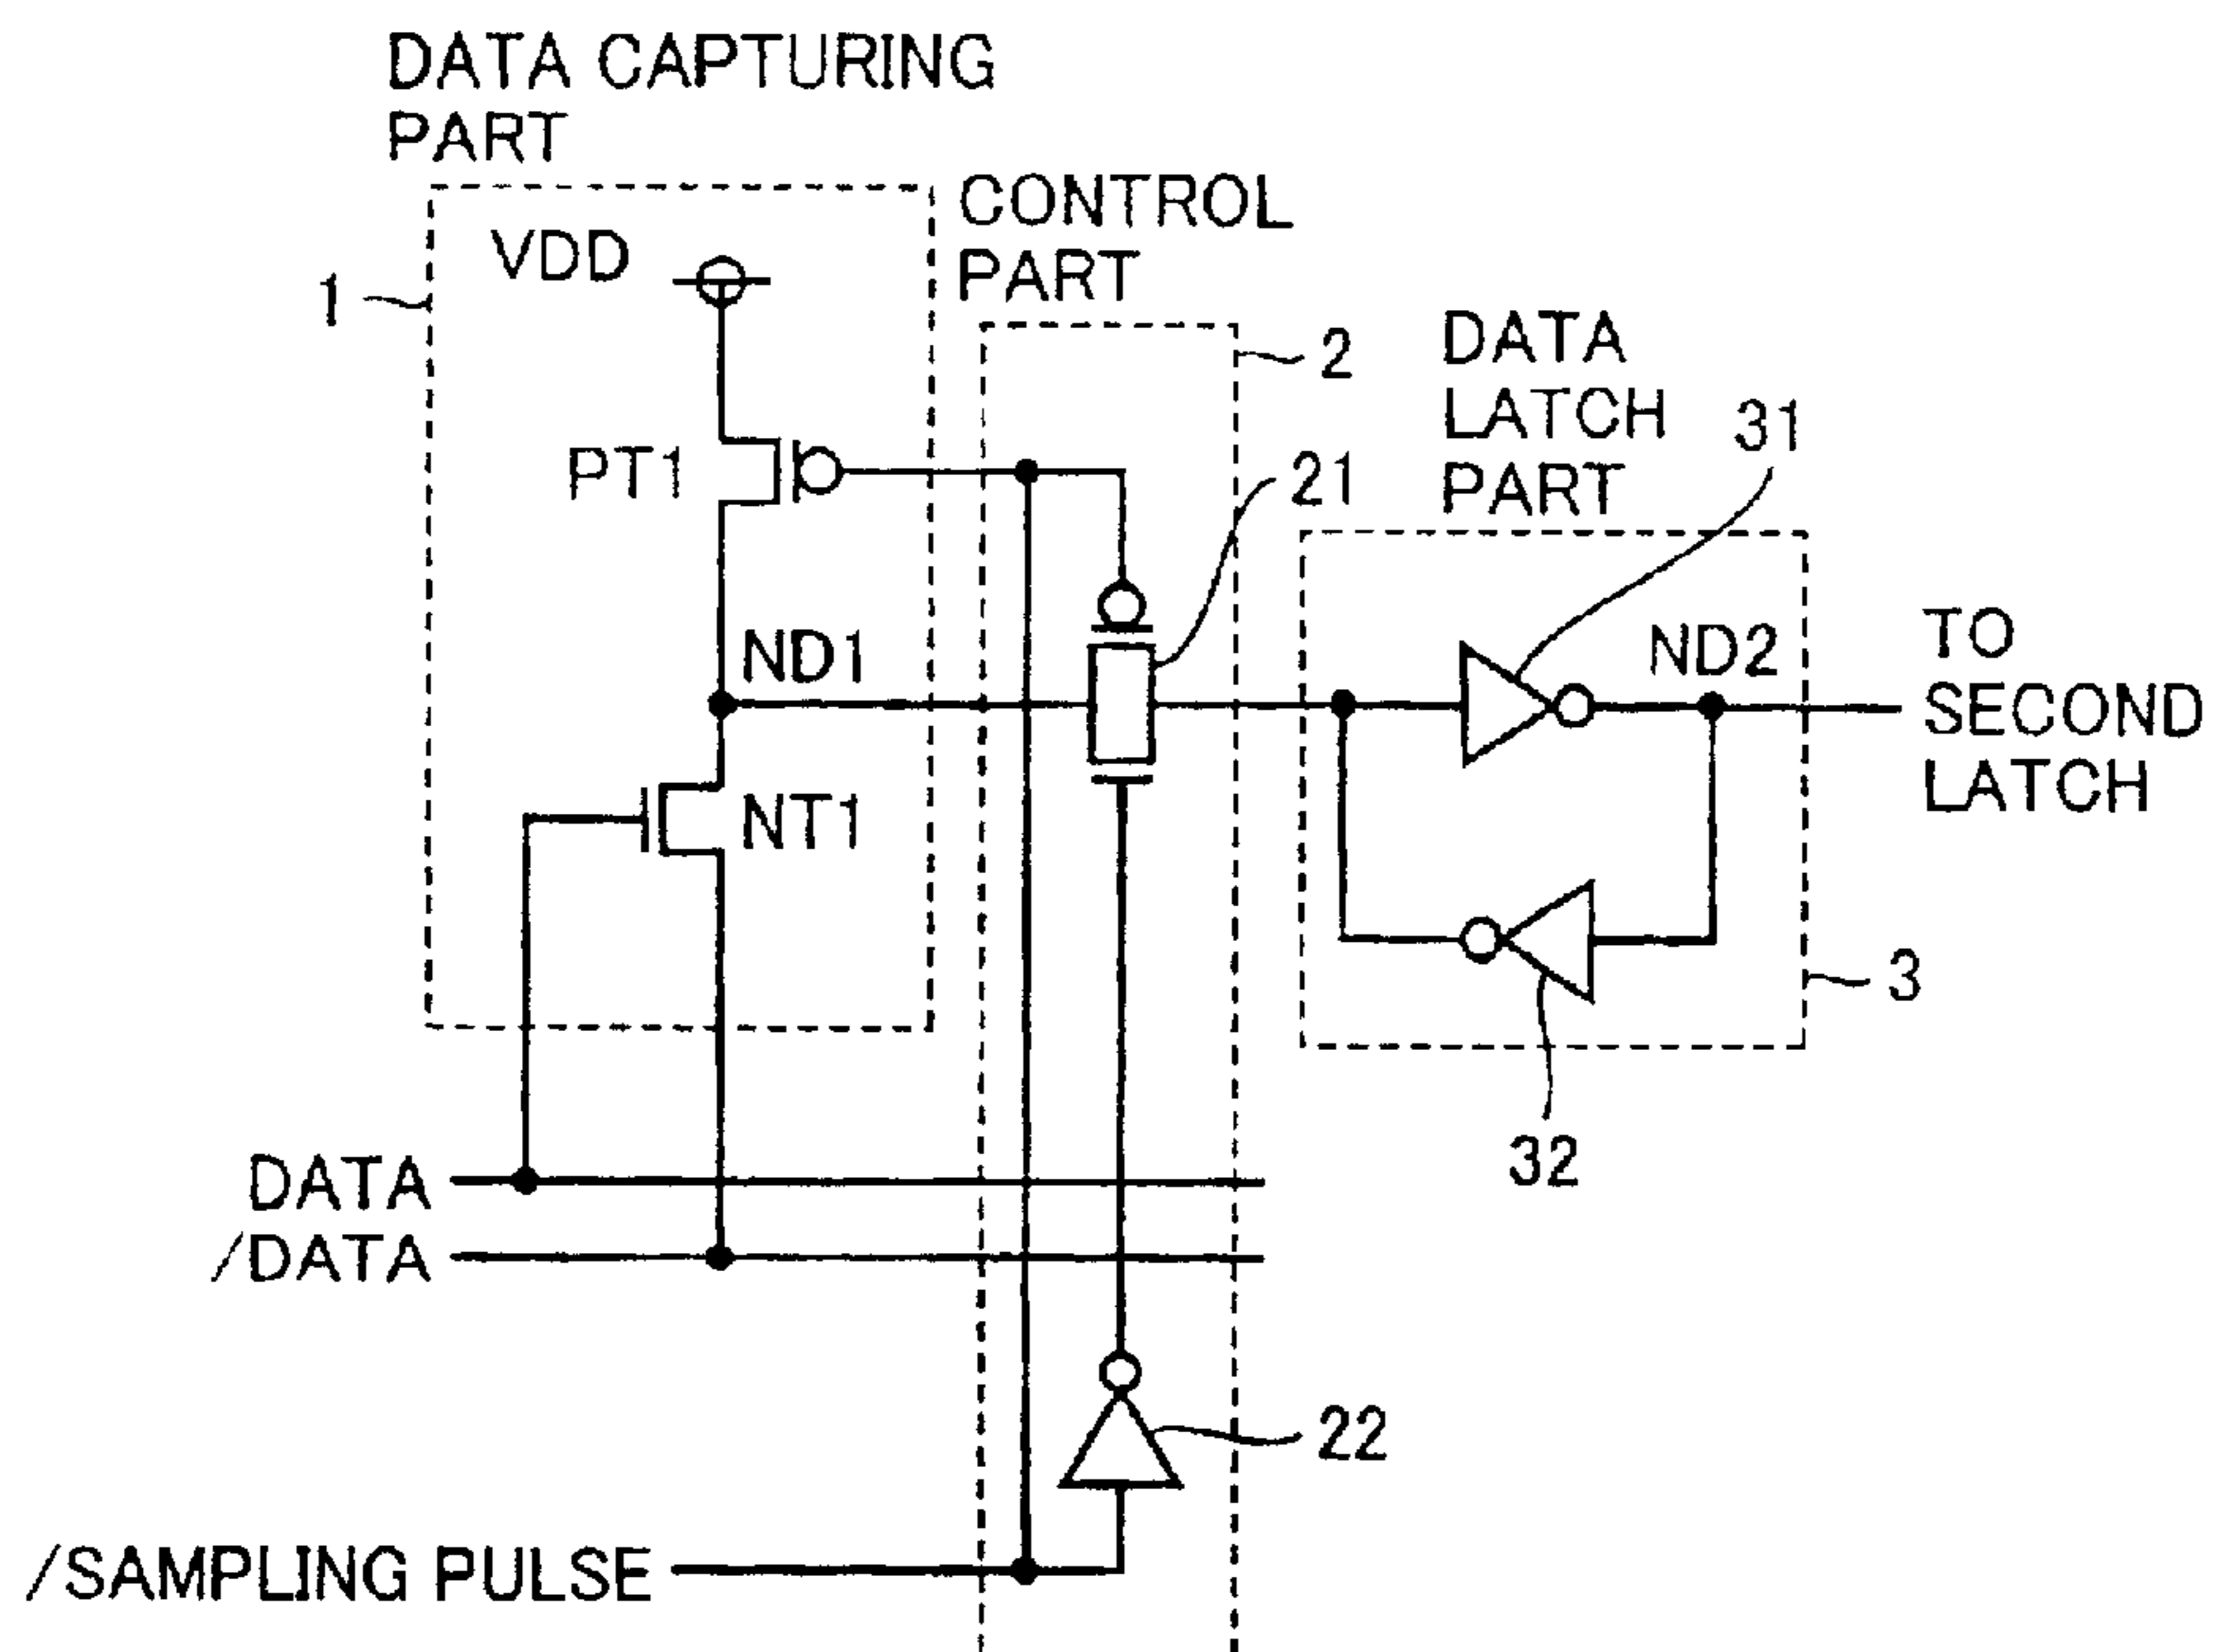 DATA CAPTURING
PART
CONTROL
PART
VDD
1
2
DATA
LATCH
PART
31
PT1
21
ND1
ND2
TO
SECOND
LATCH
NT1
3
32
DATA
/DATA
22
/SAMPLING PULSE